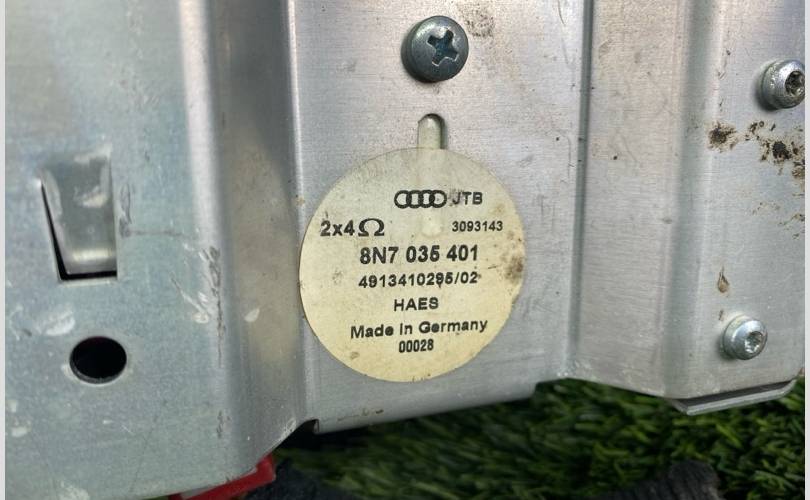 JTB
2x4Ω 3093143
8N7 035 401
4913410295/02
HAES
Made in Germany
00028